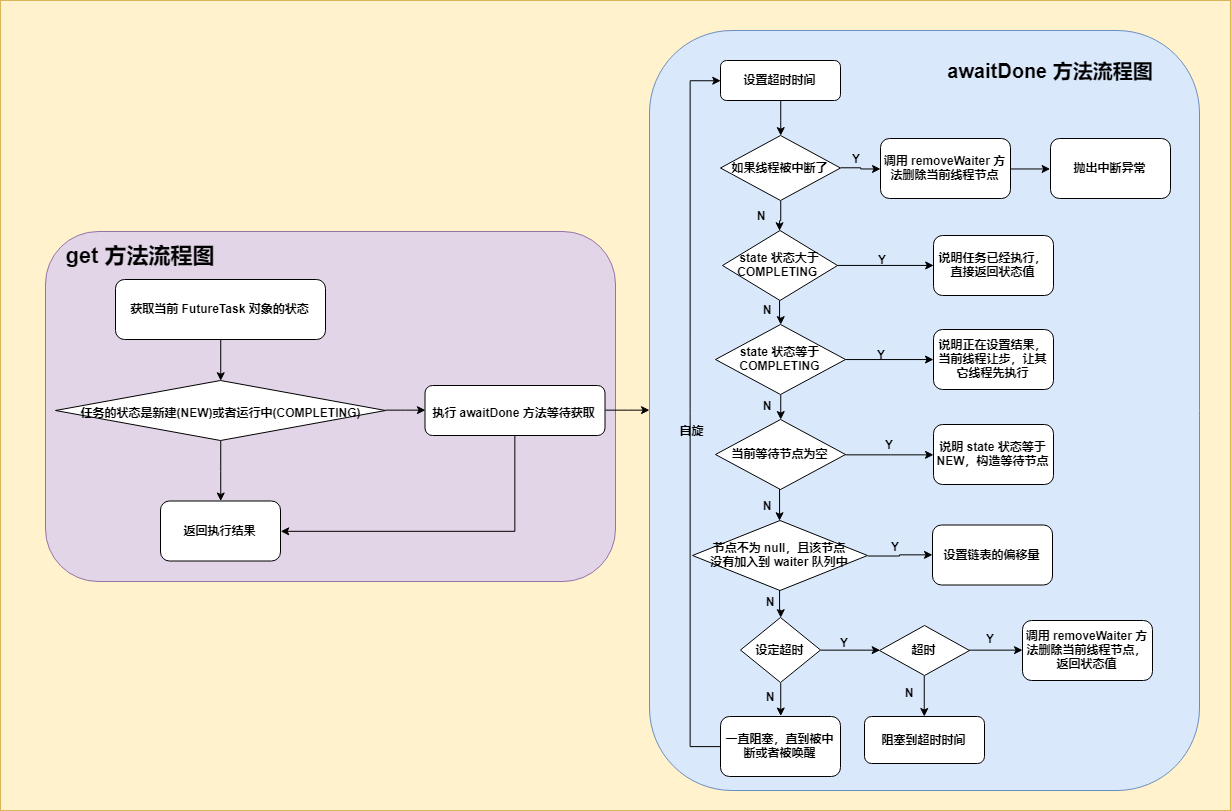 get 方法流程图
获取当前 FutureTask 对象的状态
任务的状态是新建(NEW)或者运行中(COMPLETING)
执行 awaitDone 方法等待获取
返回执行结果
awaitDone 方法流程图
设置超时时间
如果线程被中断了
Y
调用 removeWaiter 方
法删除当前线程节点
抛出中断异常
N
state 状态大于
COMPLETING
Y
说明任务已经执行，
直接返回状态值
N
state 状态等于
COMPLETING
Y
说明正在设置结果，
当前线程让步，让其
它线程先执行
N
自旋
当前等待节点为空
Y
说明 state 状态等于
NEW，构造等待节点
N
节点不为 null，且该节点
没有加入到 waiter 队列中
Y
设置链表的偏移量
N
设定超时
Y
超时
Y
调用 removeWaiter 方
法删除当前线程节点，
返回状态值
N
N
一直阻塞，直到被中
断或者被唤醒
阻塞到超时时间